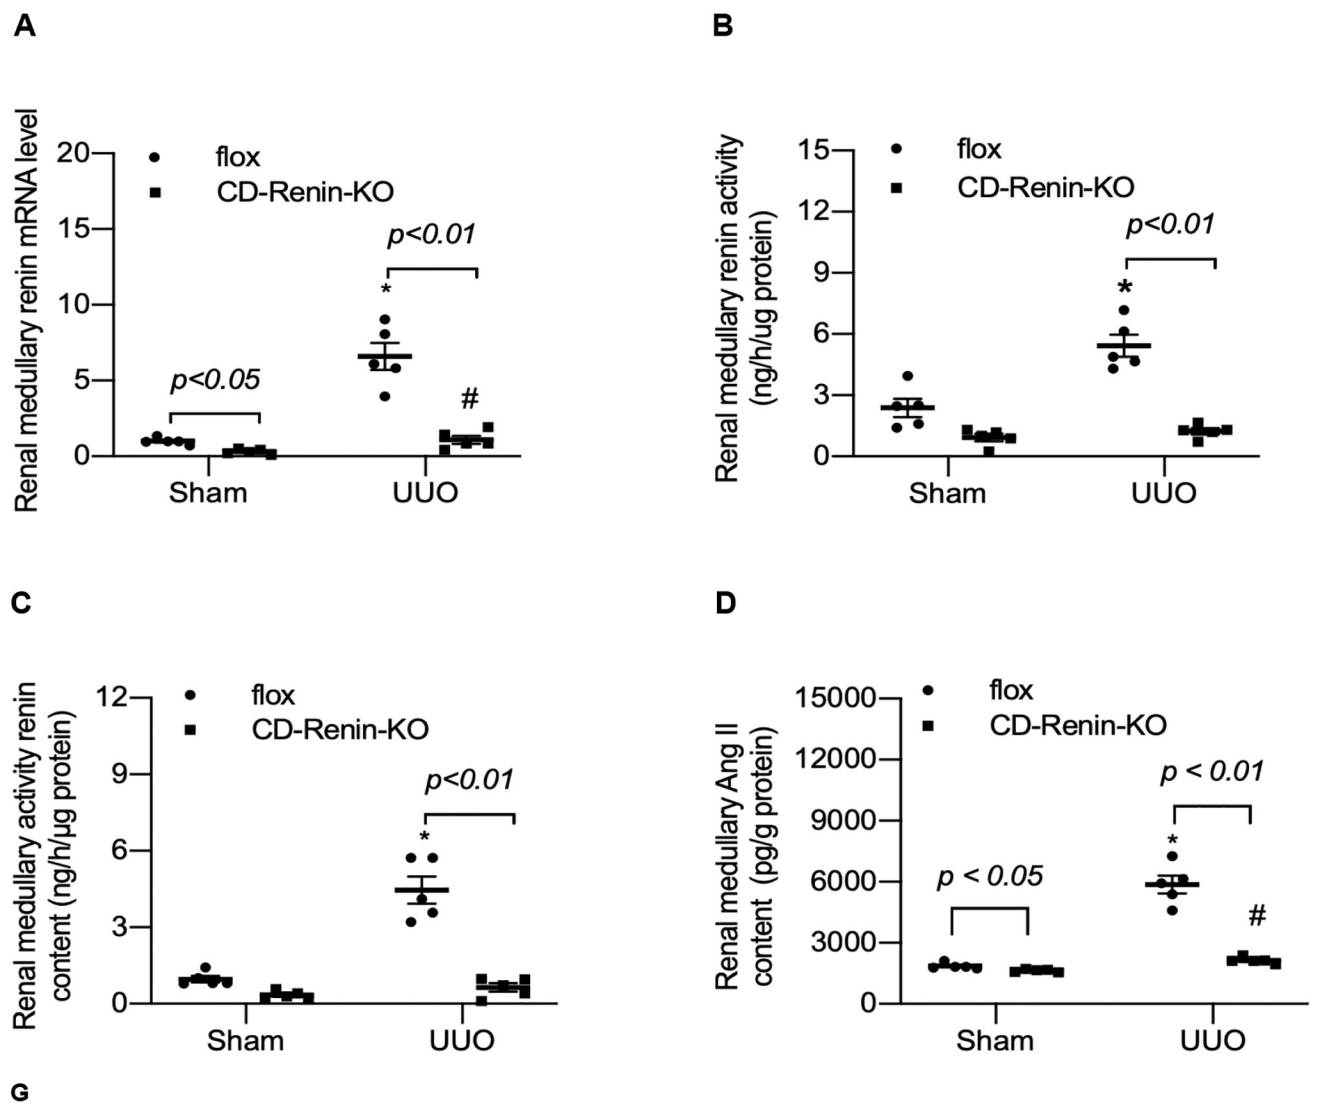 A
Renal medullary renin mRNA level
20
15
10
5
0
flox
CD-Renin-KO
p<0.05
p<0.01
*
#
Sham
UUO
B
Renal medullary renin activity
(ng/h/ug protein)
15
12
9
6
3
0
flox
CD-Renin-KO
p<0.01
*
Sham
UUO
C
Renal medullary activity renin
content (ng/h/µg protein)
12
9
6
3
0
flox
CD-Renin-KO
p<0.01
*
Sham
UUO
D
Renal medullary Ang II
content (pg/g protein)
15000
12000
9000
6000
3000
0
flox
CD-Renin-KO
p < 0.05
p < 0.01
*
#
Sham
UUO
G